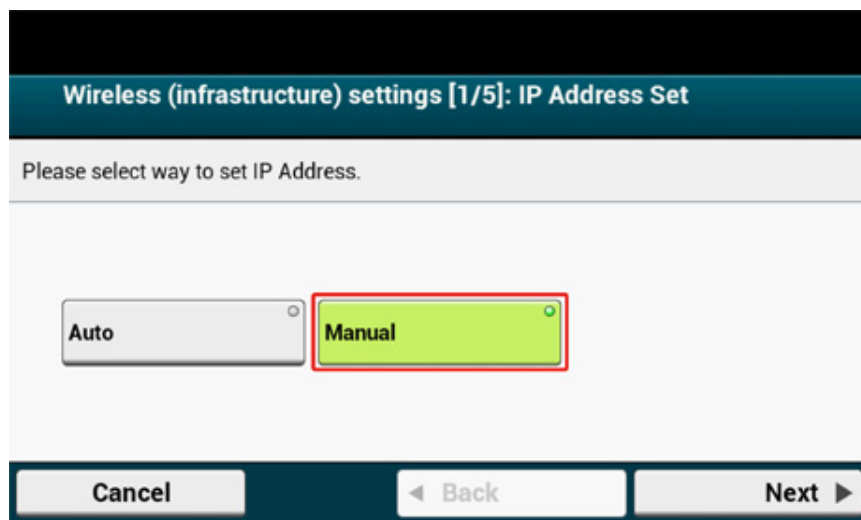 Wireless (infrastructure) settings [1/5]: IP Address Set
Please select way to set IP Address.
Auto
Manual
Cancel
Back
Next